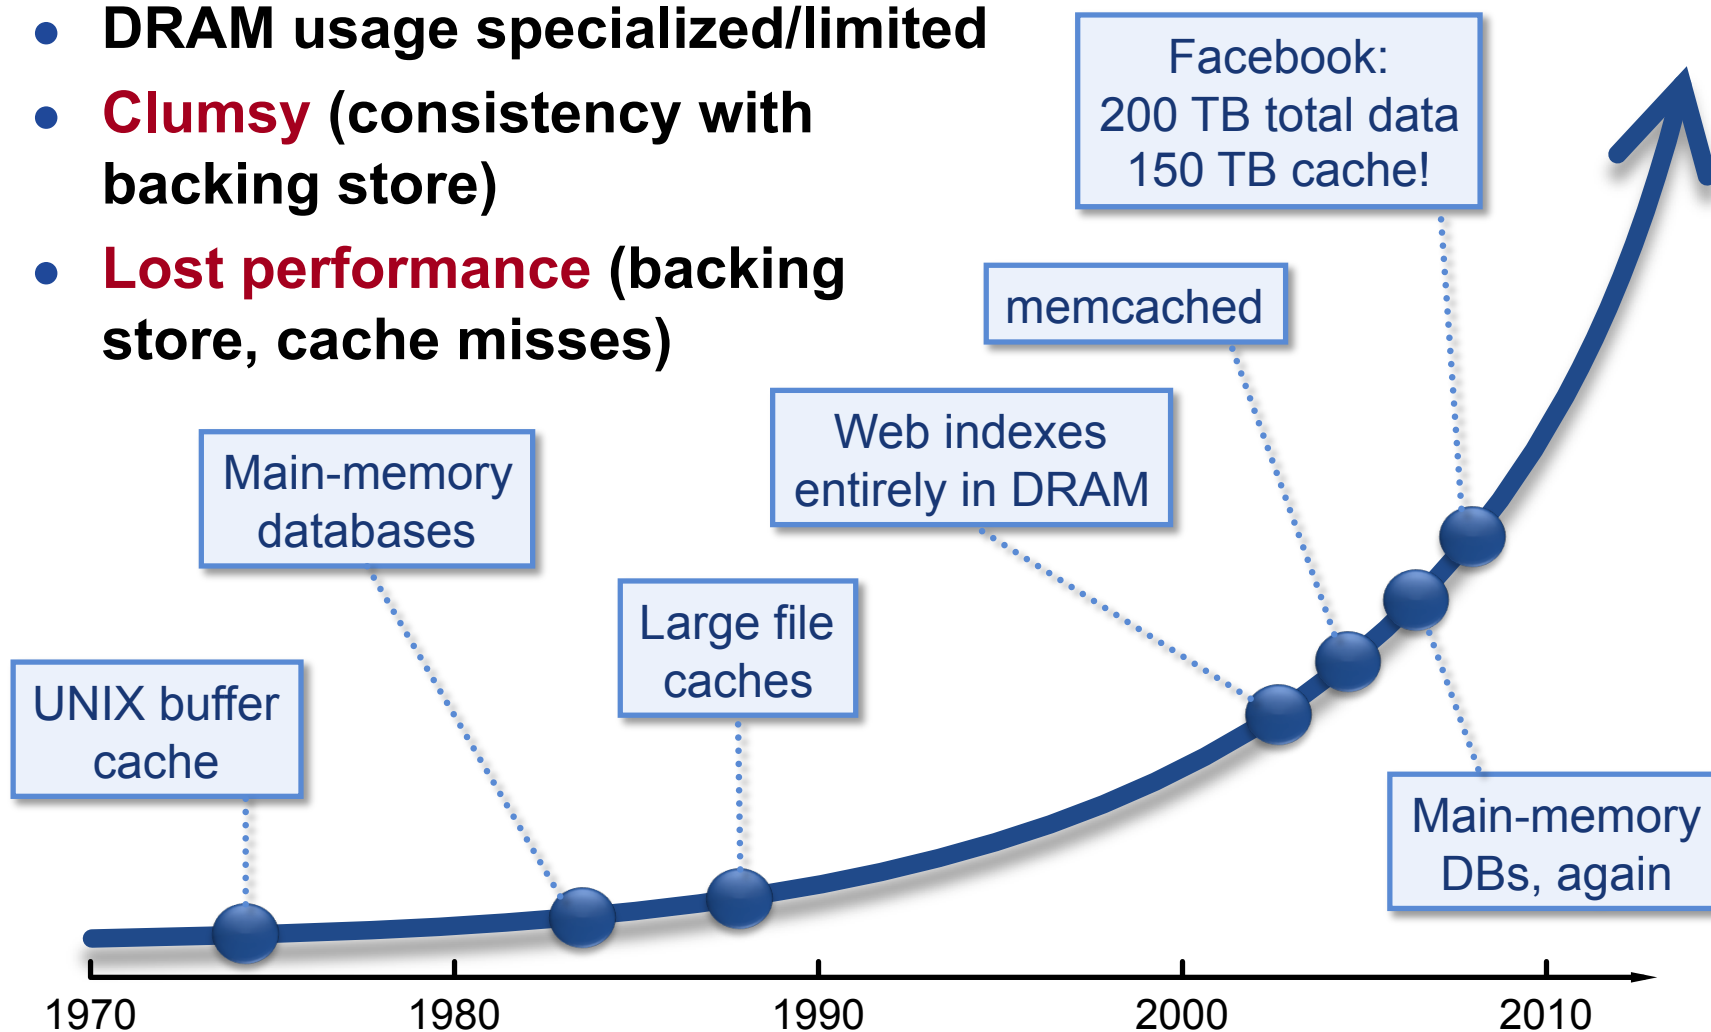 DRAM usage specialized/limited
Clumsy (consistency with
backing store)
Lost performance (backing
store, cache misses)
Facebook:
200 TB total data
150 TB cache!
memcached
Web indexes
entirely in DRAM
Main-memory
databases
Large file
caches
UNIX buffer
cache
Main-memory
DBs, again
1970 1980 1990 2000 2010